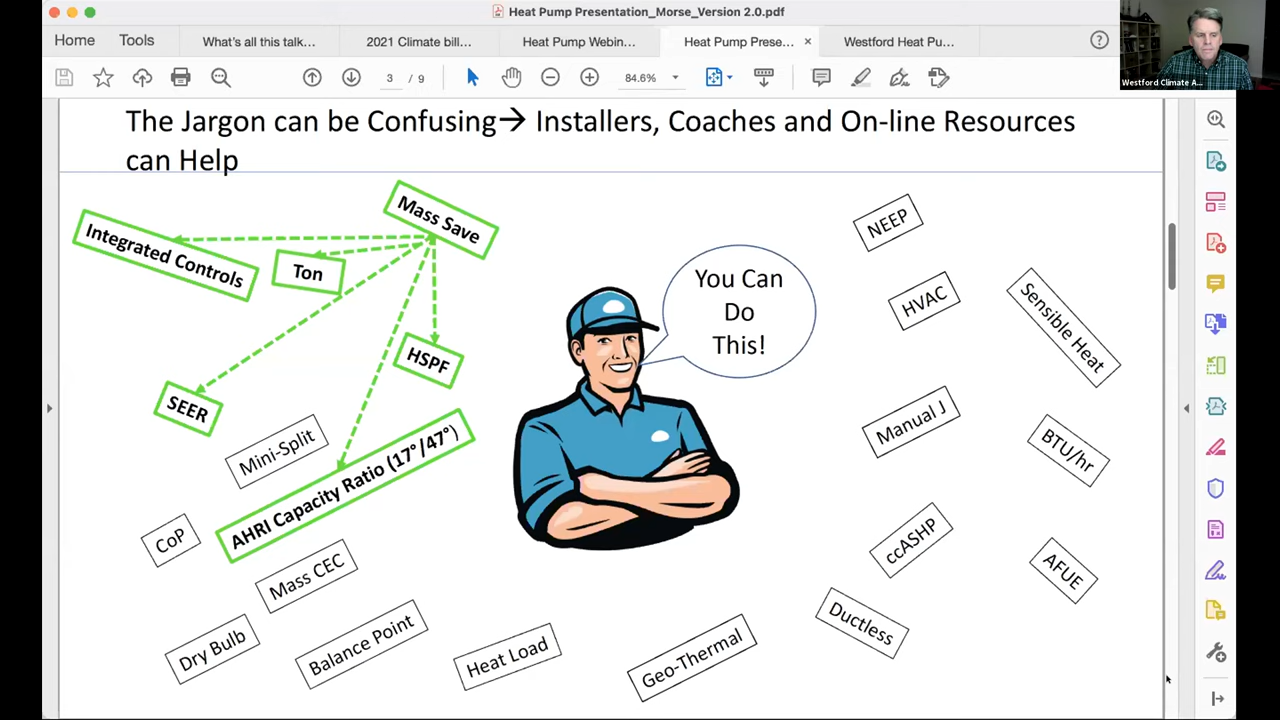 Heat Pump Presentation_Morse_Version 2.0.pdf
Home
Tools
What's all this talk...
2021 Climate bill...
Heat Pump Webin...
Heat Pump Prese...
×
Westford Heat Pu...
3 / 9
84.6%
Westford Climate A...
The Jargon can be Confusing→ Installers, Coaches and On-line Resources
can Help
Mass Save
Integrated Controls
Ton
HSPF
SEER
Mini-Split
AHRI Capacity Ratio (17°/47°)
CoP
Mass CEC
Dry Bulb
Balance Point
Heat Load
Geo-Thermal
You Can
Do
This!
NEEP
HVAC
Sensible Heat
Manual J
BTU/hr
ccASHP
AFUE
Ductless